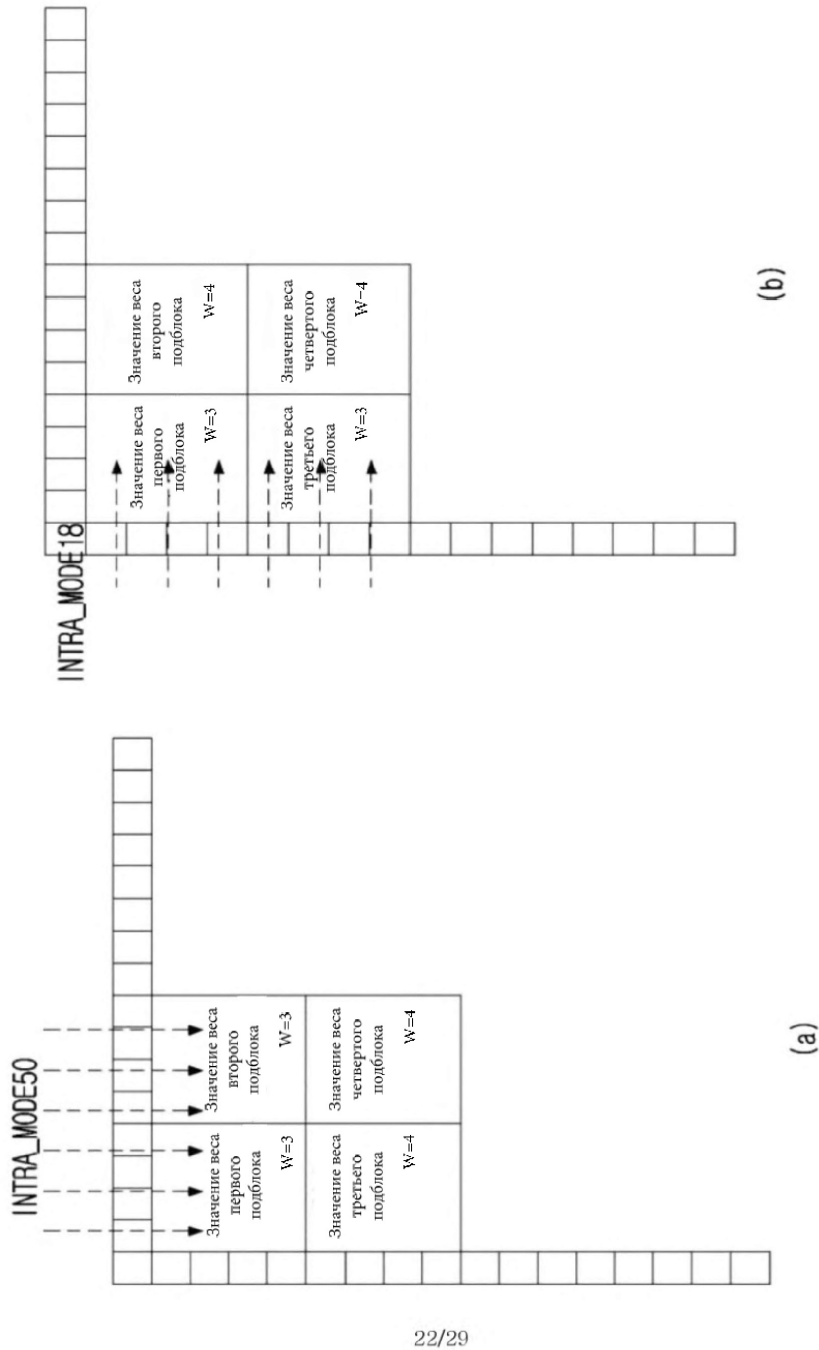 INTRA_MODE50
Значение веса
первого
подблока
W=3
Значение веса
второго
подблока
W=3
Значение веса
третьего
подблока
W=4
Значение веса
четвертого
подблока
W=4
(a)
INTRA_MODE18
Значение веса
первого
подблока
W=3
Значение веса
второго
подблока
W=4
Значение веса
третьего
подблока
W=3
Значение веса
четвертого
подблока
W−4
(b)
22/29